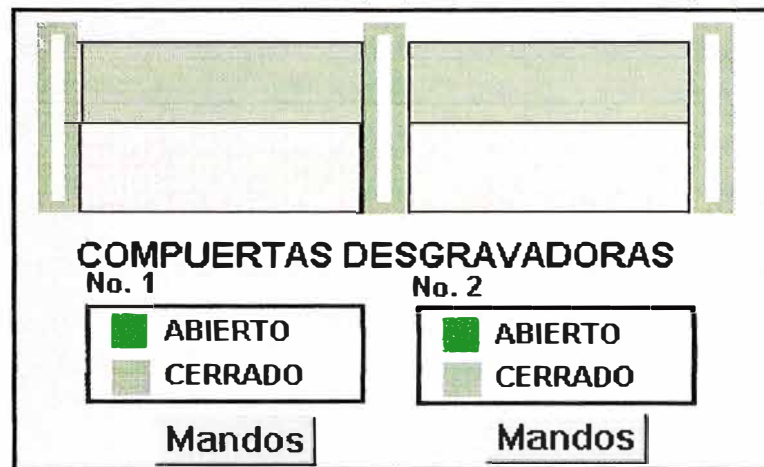 COMPUERTAS DESGRAVADORAS
No. 1
No. 2
ABIERTO
CERRADO
ABIERTO
CERRADO
Mandos
Mandos